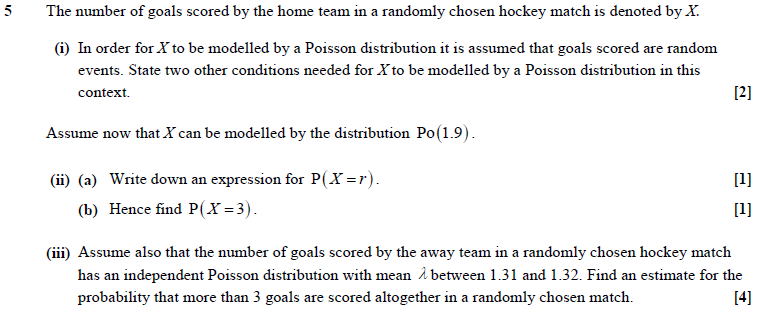 5 The number of goals scored by the home team in a randomly chosen hockey match is denoted by X.
(i) In order for X to be modelled by a Poisson distribution it is assumed that goals scored are random
events. State two other conditions needed for X to be modelled by a Poisson distribution in this
context. [2]
Assume now that X can be modelled by the distribution Po(1.9).
(ii) (a) Write down an expression for P(X = r). [1]
(b) Hence find P(X = 3). [1]
(iii) Assume also that the number of goals scored by the away team in a randomly chosen hockey match
has an independent Poisson distribution with mean λ between 1.31 and 1.32. Find an estimate for the
probability that more than 3 goals are scored altogether in a randomly chosen match. [4]